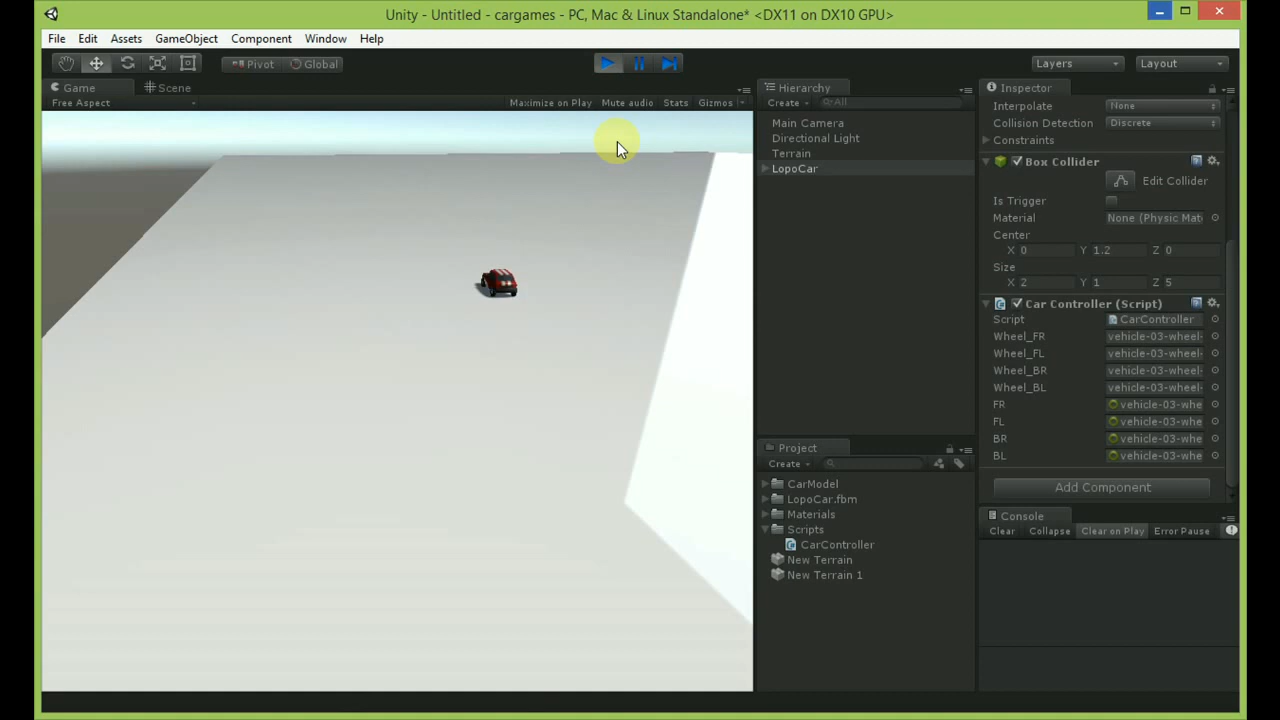 Unity - Untitled - cargames - PC, Mac & Linux Standalone* <DX11 on DX10 GPU>
File Edit Assets GameObject Component Window Help
Pivot Global Layers Layout
Game Scene
Free Aspect Maximize on Play Mute audio Stats Gizmos
Hierarchy
Create All
Main Camera
Directional Light
Terrain
LopoCar
Project
Create
CarModel
LopoCar.fbm
Materials
Scripts
CarController
New Terrain
New Terrain 1
Inspector
Interpolate None
Collision Detection Discrete
Constraints
Box Collider
Edit Collider
Is Trigger
Material None (Physic Mat
Center
X 0 Y 1.2 Z 0
Size
X 2 Y 1 Z 5
Car Controller (Script)
Script CarController
Wheel_FR vehicle-03-wheel-
Wheel_FL vehicle-03-wheel-
Wheel_BR vehicle-03-wheel-
Wheel_BL vehicle-03-wheel-
FR vehicle-03-whe
FL vehicle-03-whe
BR vehicle-03-whe
BL vehicle-03-whe
Add Component
Console
Clear Collapse Clear on Play Error Pause